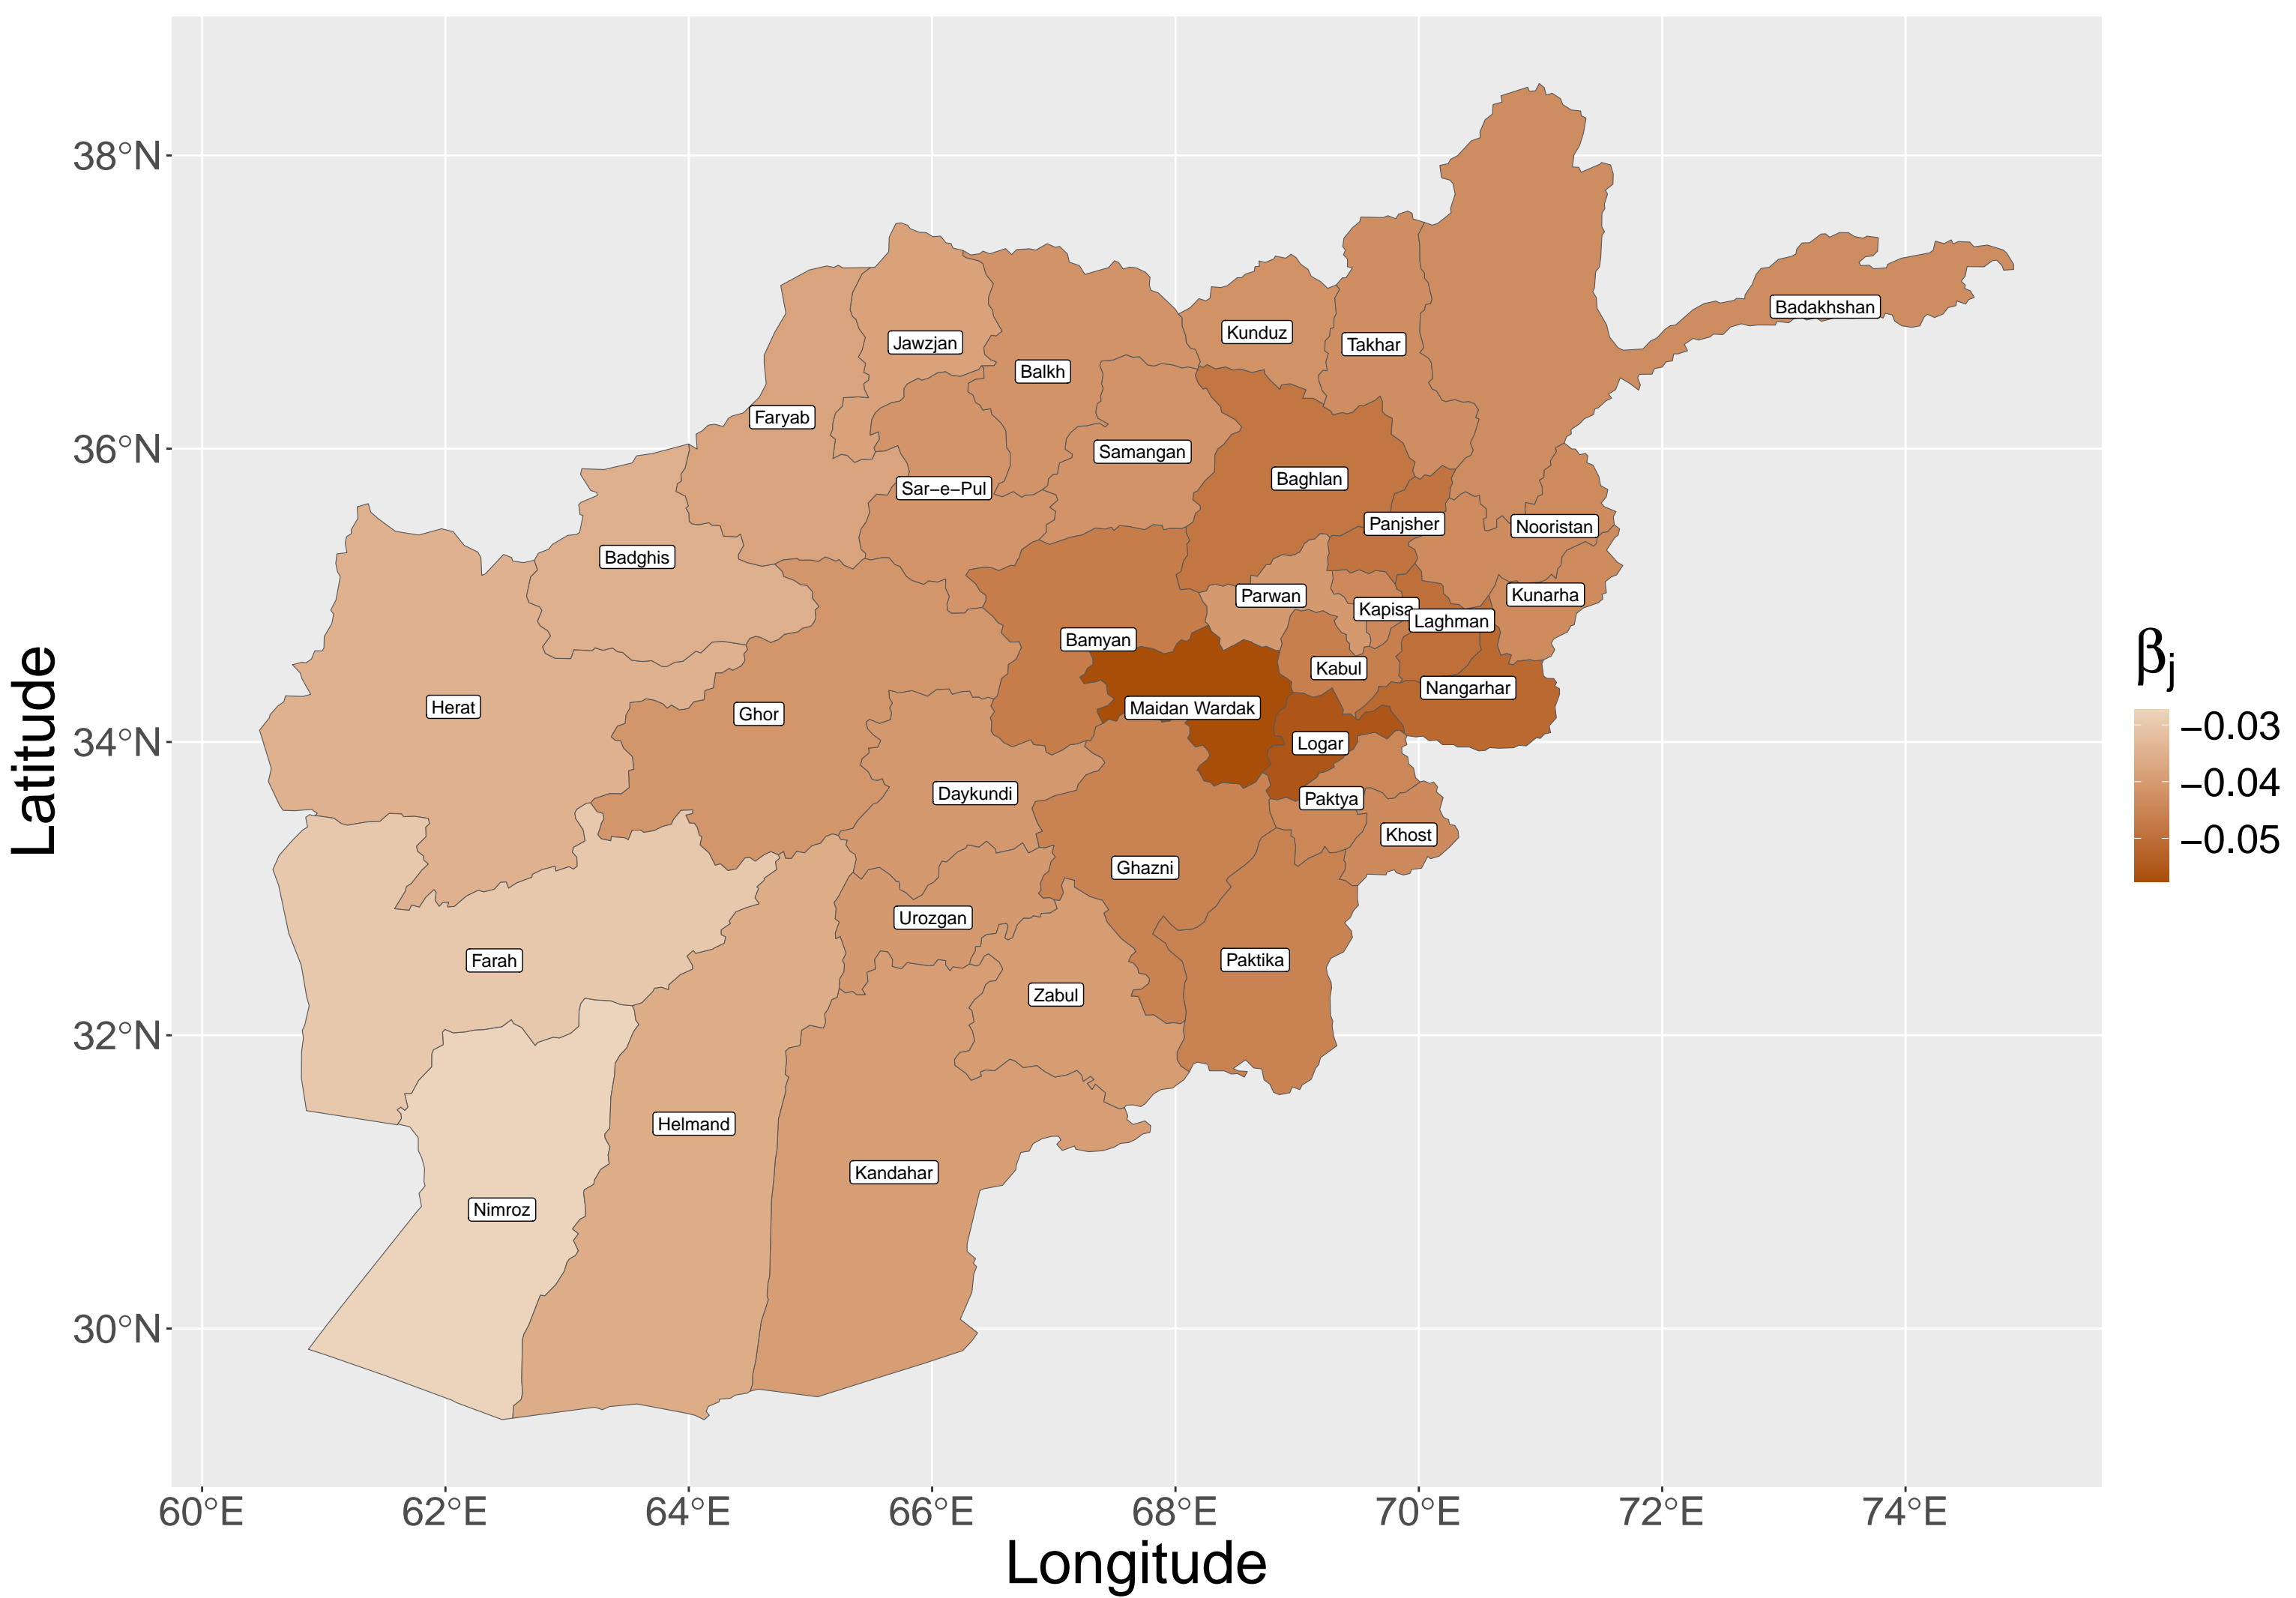 Latitude
38°N
36°N
34°N
32°N
30°N
Badakhshan
Kunduz
Jawzjan
Takhar
Balkh
Faryab
Samangan
Baghlan
Sar−e−Pul
Panjsher
Nooristan
Badghis
Parwan
Kunarha
Kapisa
Laghman
Bamyan
Kabul
Nangarhar
Herat
Maidan Wardak
Ghor
Logar
Daykundi
Paktya
Khost
Ghazni
Urozgan
Farah
Paktika
Zabul
Helmand
Kandahar
Nimroz
βj
−0.03
−0.04
−0.05
60°E 62°E 64°E 66°E 68°E 70°E 72°E 74°E
Longitude